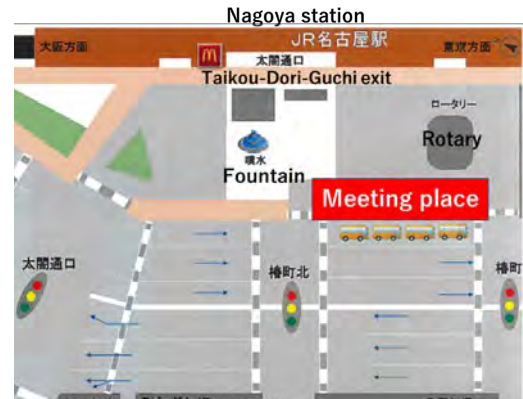 Nagoya station
大阪方面
JR名古屋駅
東京方面
太閤通口
Taikou-Dori-Guchi exit
ロータリー
Rotary
噴水
Fountain
Meeting place
太閤通口
椿町北
椿町